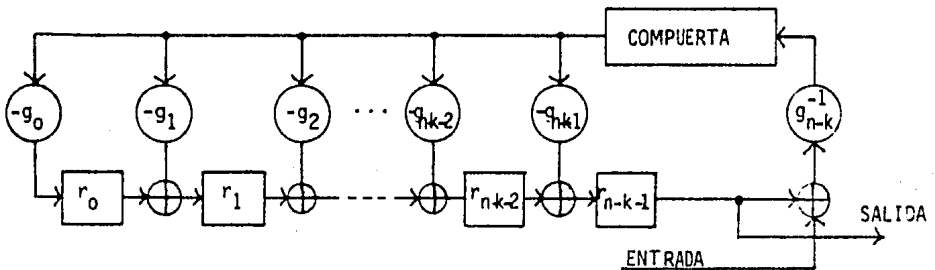 COMPUERTA
-g₀ -g₁ -g₂ ... -gₙ₋ₖ₋₂ -gₙ₋ₖ₋₁ g⁻¹ₙ₋ₖ
r₀ r₁ rₙ₋ₖ₋₂ rₙ₋ₖ₋₁
SALIDA
ENTRADA